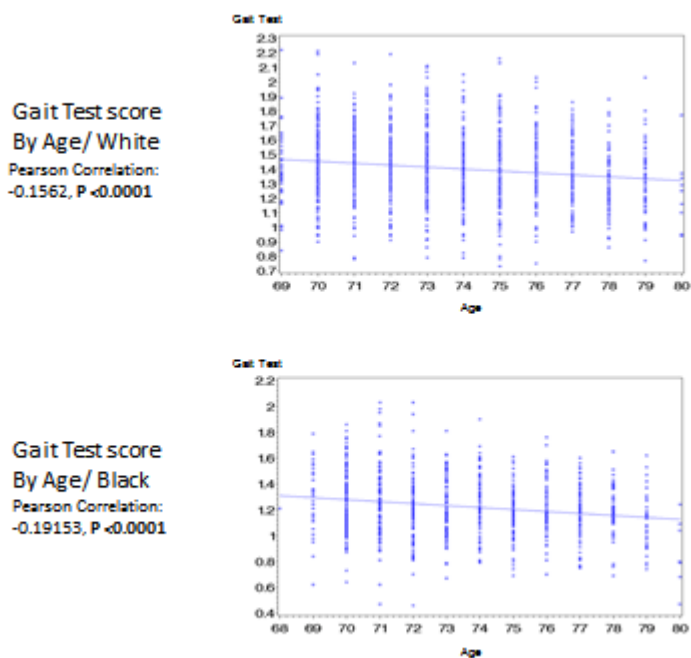 Gait Test
2.3
2.2
2.1
2
1.9
1.8
1.7
1.6
1.5
1.4
1.3
1.2
1.1
1
0.9
0.8
0.7
69 70 71 72 73 74 75 76 77 78 79 80
Age
Gait Test score
By Age/ White
Pearson Correlation:
-0.1562, P <0.0001
Gait Test
2.2
2
1.8
1.6
1.4
1.2
1
0.8
0.6
0.4
68 69 70 71 72 73 74 75 76 77 78 79 80
Age
Gait Test score
By Age/ Black
Pearson Correlation:
-0.19153, P <0.0001